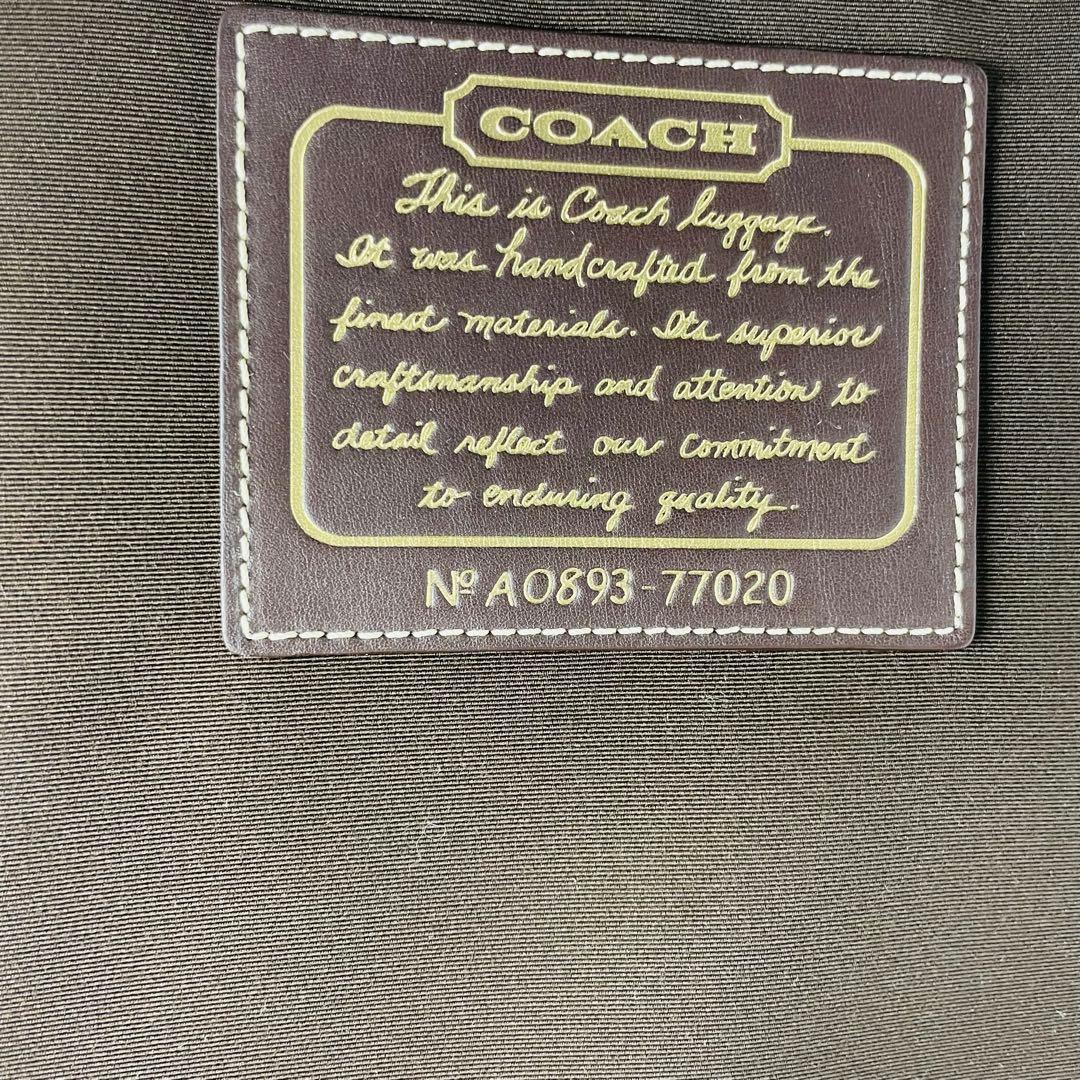 COACH
This is Coach luggage.
It was handcrafted from the
finest materials. Its superior
craftsmanship and attention to
detail reflect our commitment
to enduring quality.
Nº A0893-77020